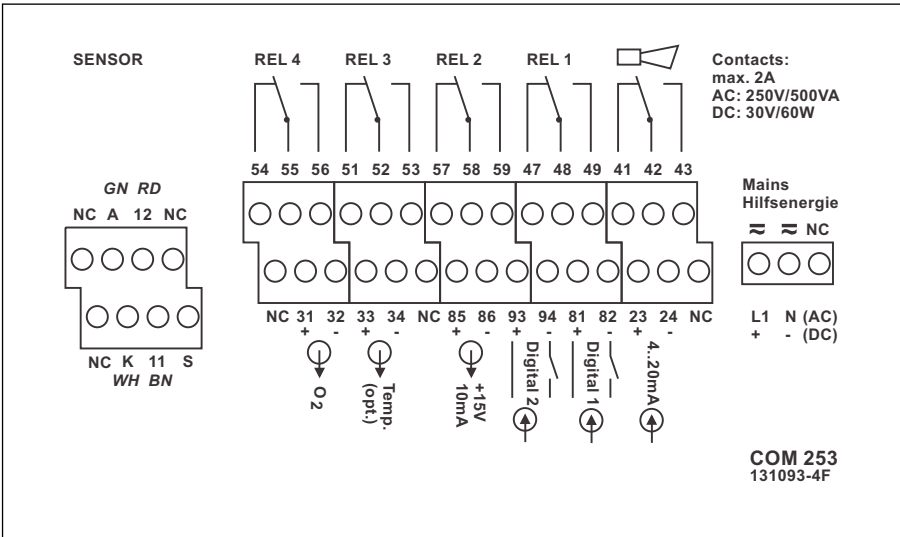 SENSOR
REL 4 REL 3 REL 2 REL 1
Contacts:
max. 2A
AC: 250V/500VA
DC: 30V/60W
54 55 56 51 52 53 57 58 59 47 48 49 41 42 43
GN RD
NC A 12 NC
NC K 11 S
WH BN
Mains
Hilfsenergie
NC
L1 N (AC)
+ - (DC)
NC 31 32 33 34 NC 85 86 93 94 81 82 23 24 NC
+ - + - + - + - + - + -
O2
Temp.
(opt.)
+15V
10mA
Digital 2
Digital 1
4..20mA
COM 253
131093-4F